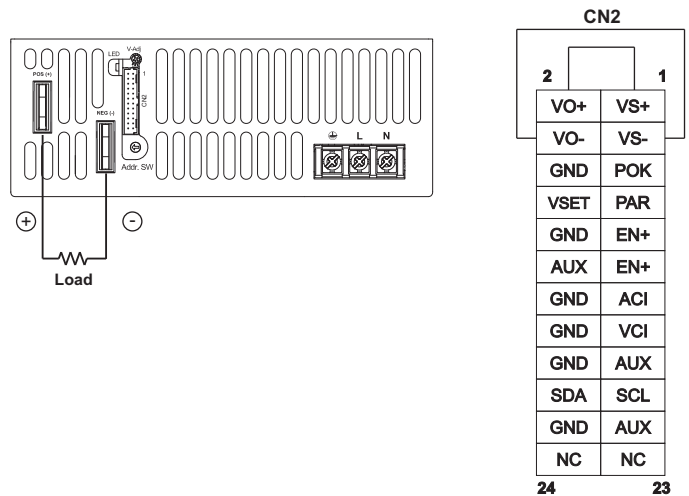 CN2
LED
V-Adj
POS (+)
1
CN2
NEG (-)
L N
Addr. SW
+ -
Load
2 1
VO+ VS+
VO- VS-
GND POK
VSET PAR
GND EN+
AUX EN+
GND ACI
GND VCI
GND AUX
SDA SCL
GND AUX
NC NC
24 23